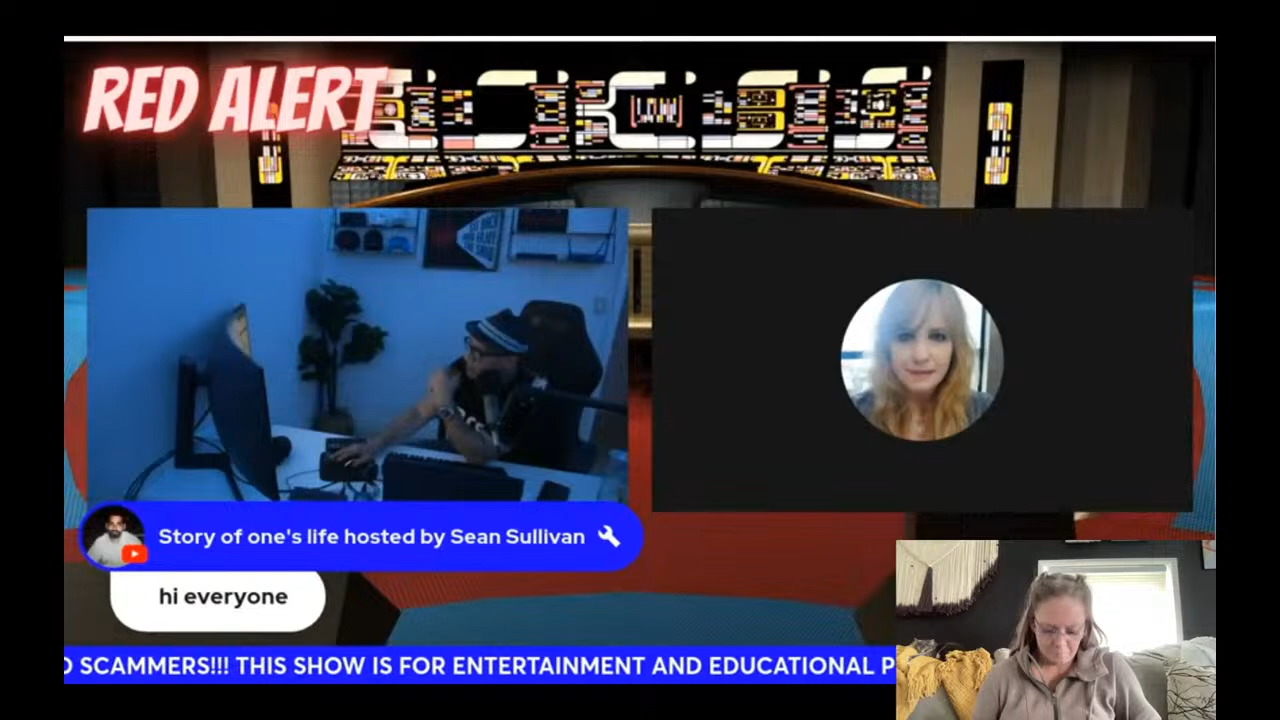 RED ALERT
Story of one's life hosted by Sean Sullivan
hi everyone
SCAMMERS!!! THIS SHOW IS FOR ENTERTAINMENT AND EDUCATIONAL